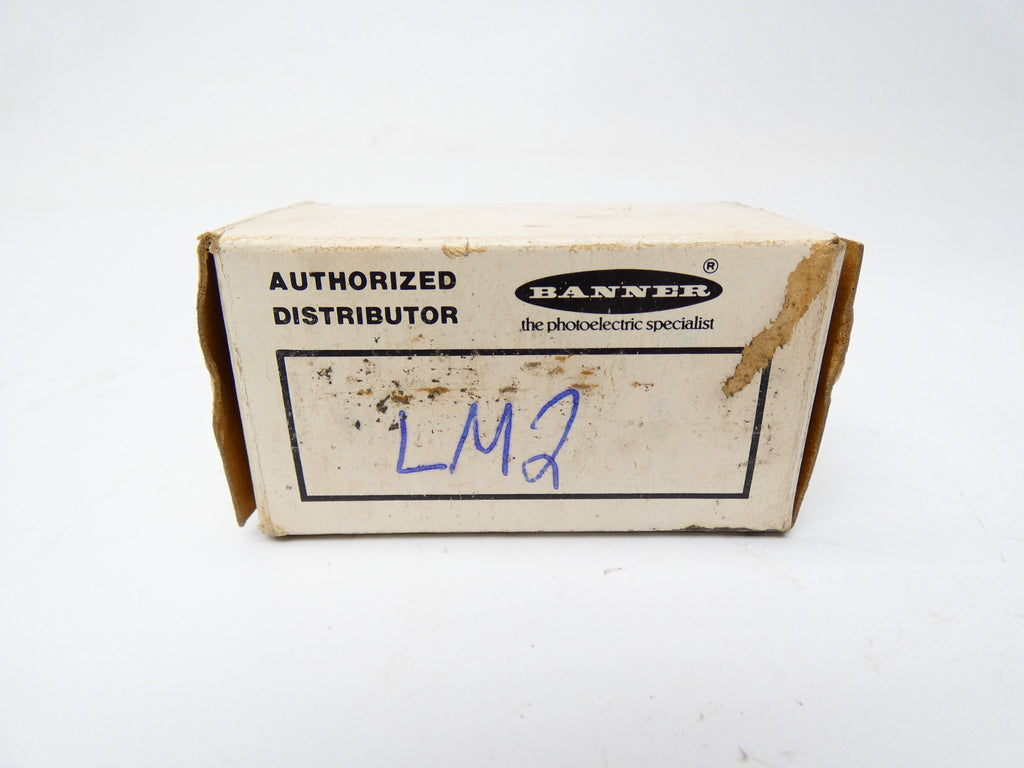 AUTHORIZED
DISTRIBUTOR
BANNER®
the photoelectric specialist
LM2